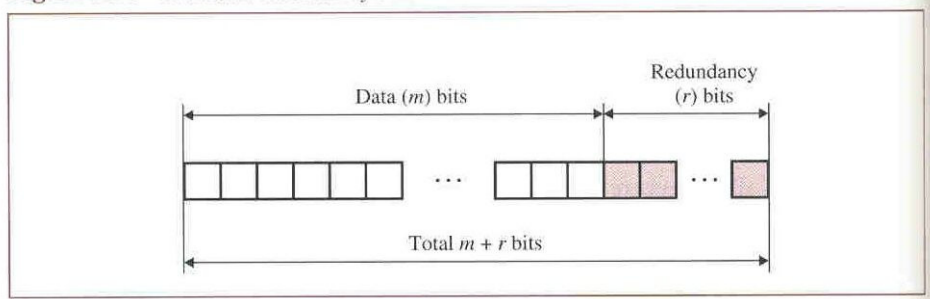 Redundancy
Data (m) bits
(r) bits
...
...
Total m + r bits